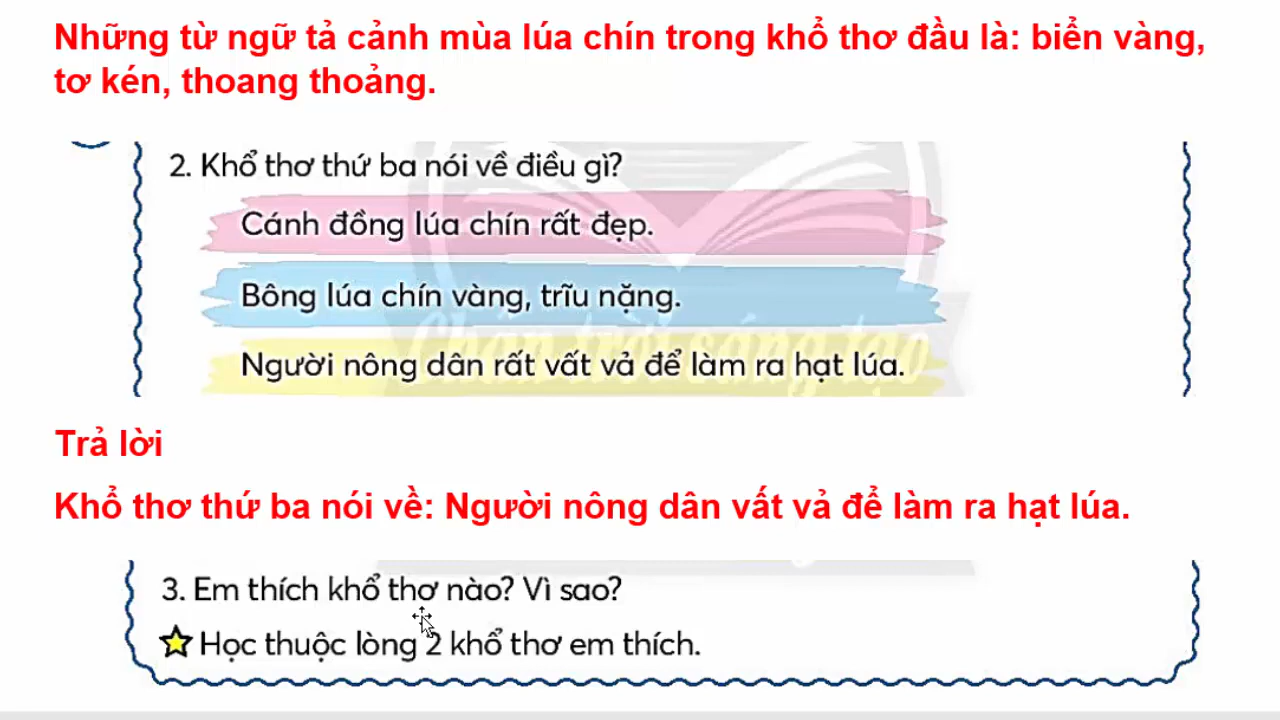 Những từ ngữ tả cảnh mùa lúa chín trong khổ thơ đầu là: biển vàng,
tơ kén, thoang thoảng.
2. Khổ thơ thứ ba nói về điều gì?
Cánh đồng lúa chín rất đẹp.
Bông lúa chín vàng, trĩu nặng.
Chân trời sáng tạo
Người nông dân rất vất vả để làm ra hạt lúa.
Trả lời
Khổ thơ thứ ba nói về: Người nông dân vất vả để làm ra hạt lúa.
3. Em thích khổ thơ nào? Vì sao?
Học thuộc lòng 2 khổ thơ em thích.